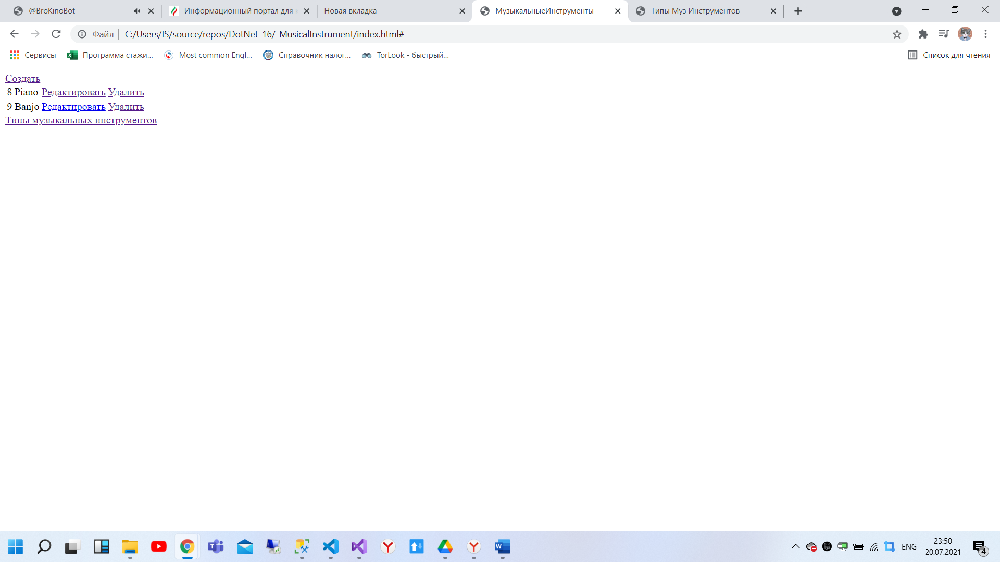 @BroKinoBot
Информационный портал для к
Новая вкладка
МузыкальныеИнструменты
Типы Муз Инструментов
Файл C:/Users/IS/source/repos/DotNet_16/_MusicalInstrument/index.html#
Сервисы
Программа стажи...
Most common Engl...
Справочник налог...
TorLook - быстрый...
Список для чтения
Создать
8 Piano Редактировать Удалить
9 Banjo Редактировать Удалить
Типы музыкальных инструментов
ENG
23:50
20.07.2021
4